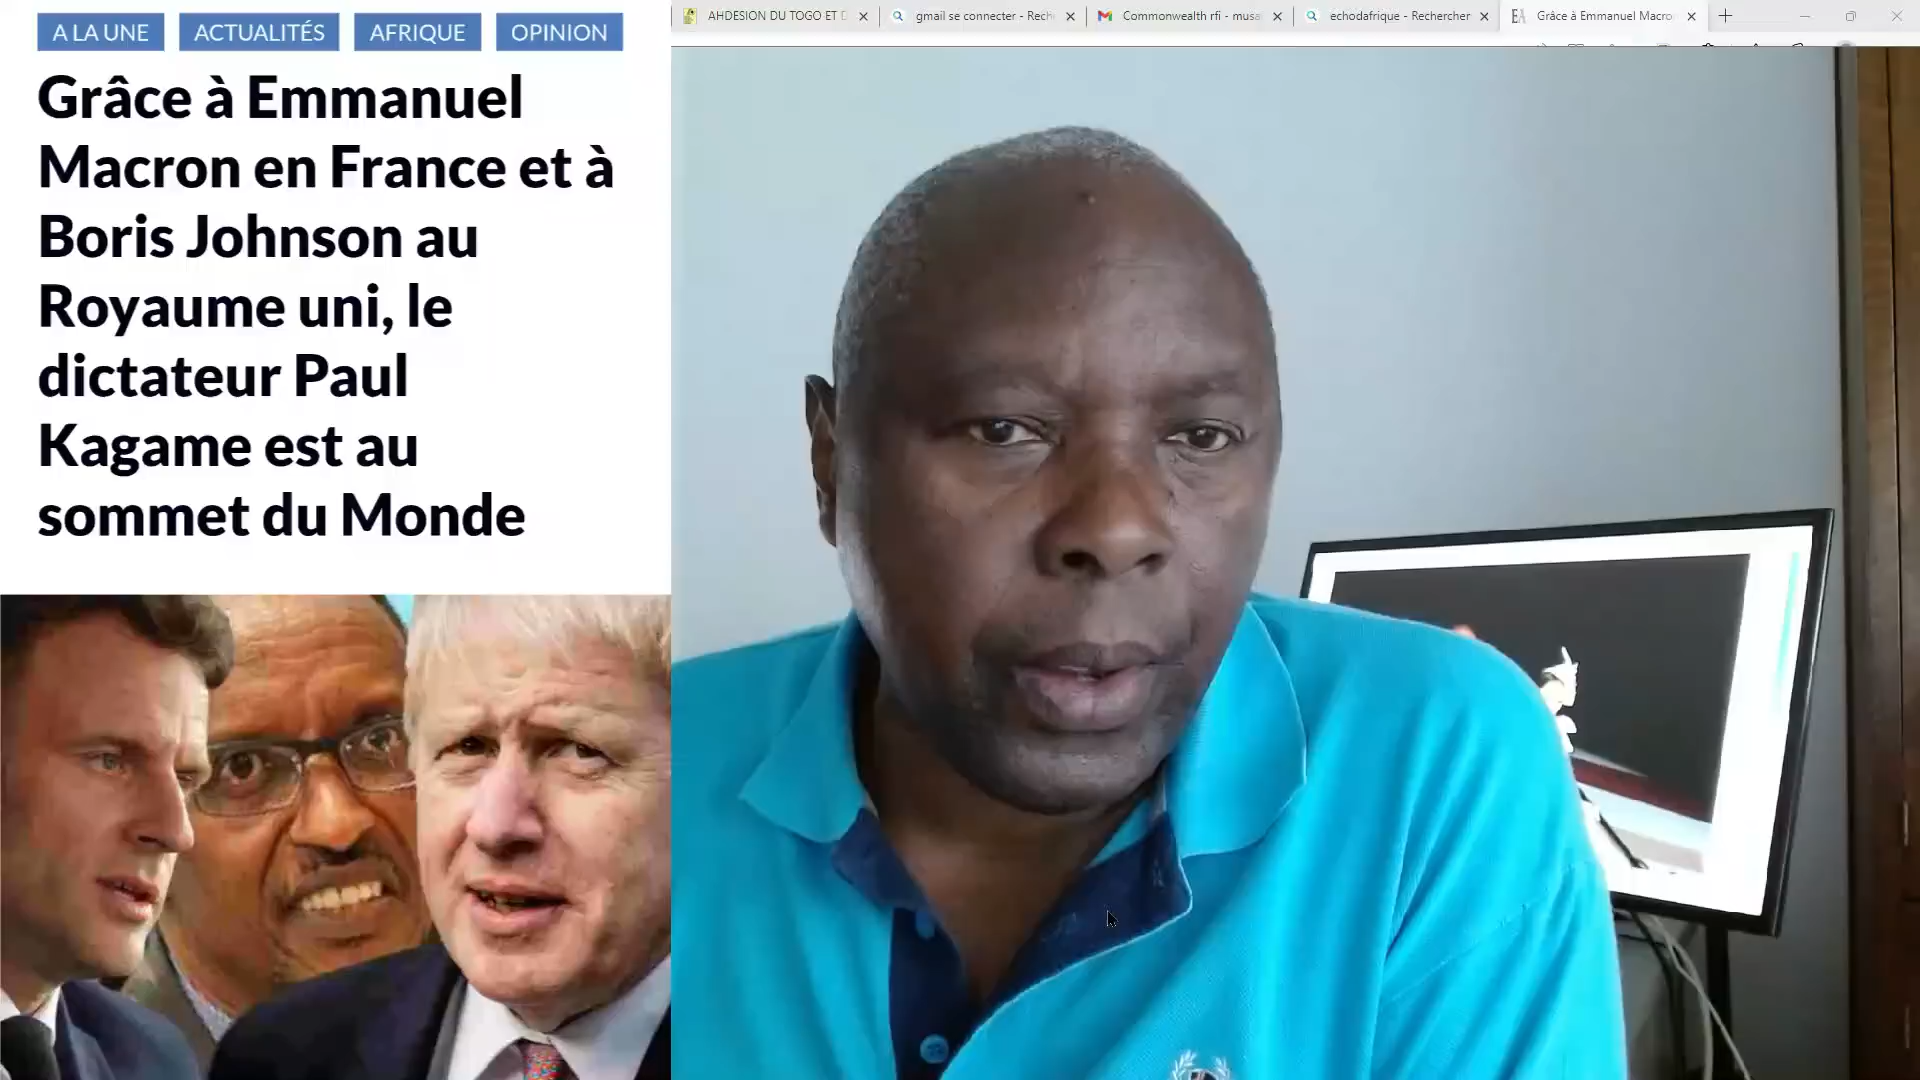 AHDESION DU TOGO ET D
gmail se connecter - Rech
Commonwealth rfi - musa
echodafrique - Rechercher
EA Grâce à Emmanuel Macro
A LA UNE
ACTUALITÉS
AFRIQUE
OPINION
Grâce à Emmanuel
Macron en France et à
Boris Johnson au
Royaume uni, le
dictateur Paul
Kagame est au
sommet du Monde